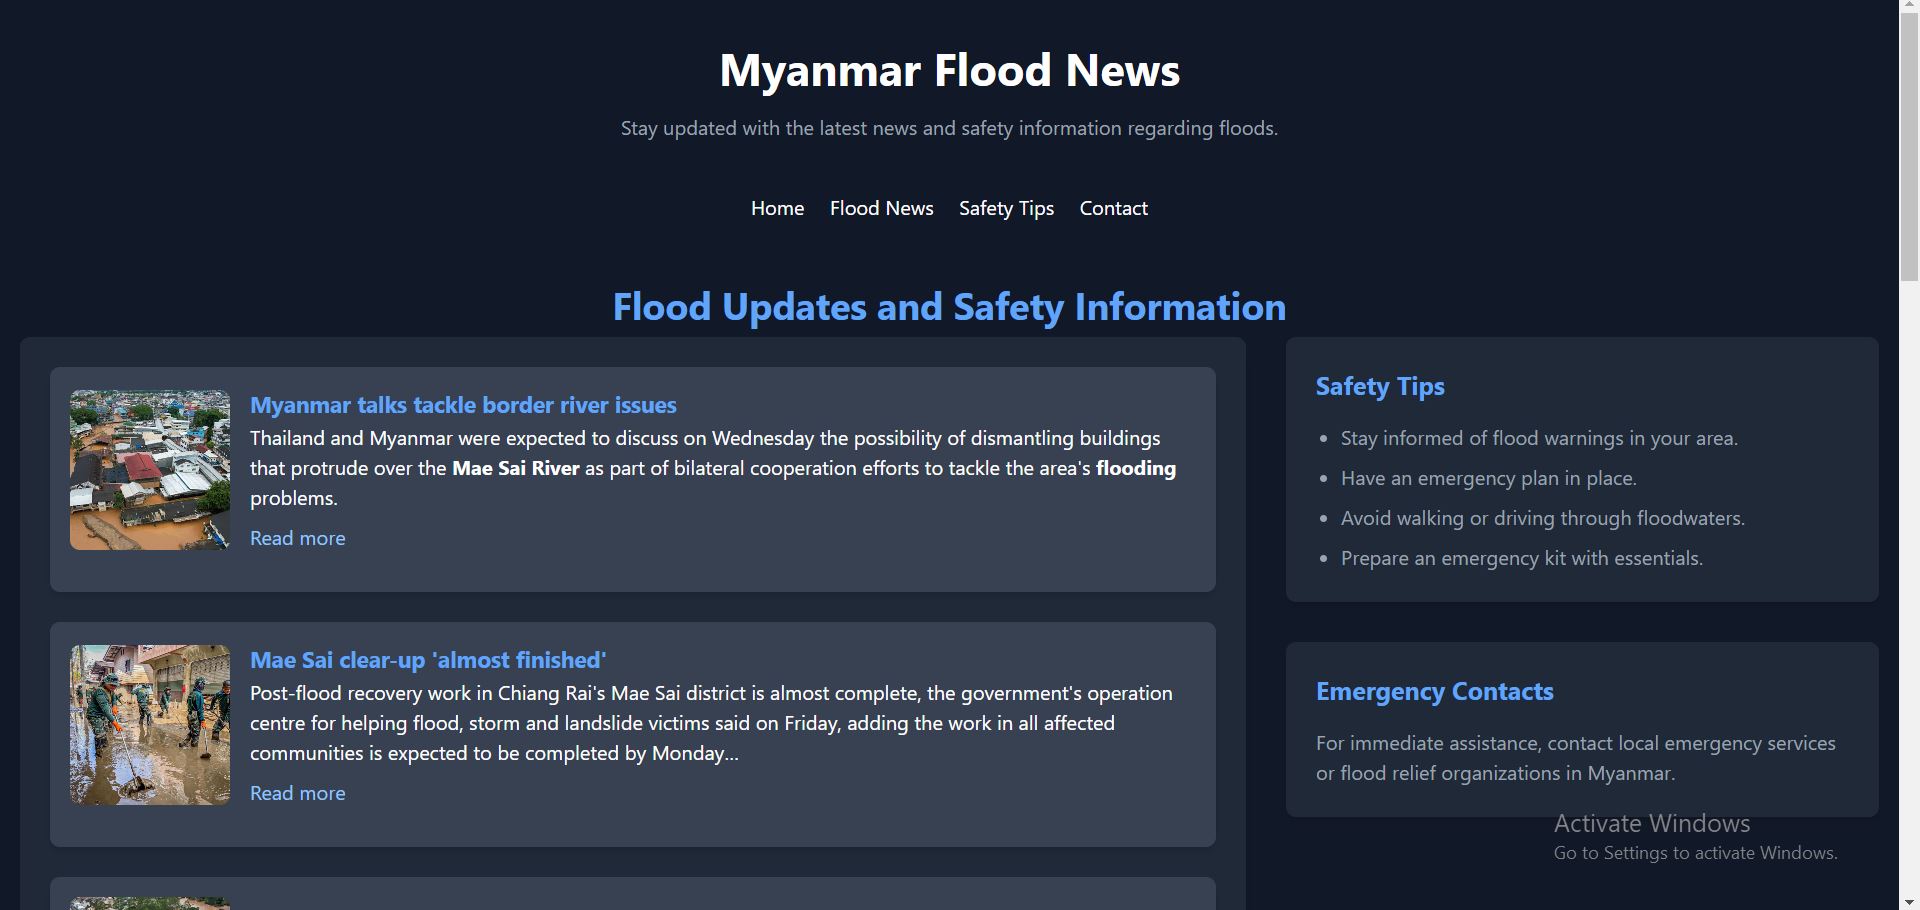 Myanmar Flood News
Stay updated with the latest news and safety information regarding floods.
Home Flood News Safety Tips Contact
Flood Updates and Safety Information
Myanmar talks tackle border river issues
Thailand and Myanmar were expected to discuss on Wednesday the possibility of dismantling buildings
that protrude over the Mae Sai River as part of bilateral cooperation efforts to tackle the area's flooding
problems.
Read more
Mae Sai clear-up 'almost finished'
Post-flood recovery work in Chiang Rai's Mae Sai district is almost complete, the government's operation
centre for helping flood, storm and landslide victims said on Friday, adding the work in all affected
communities is expected to be completed by Monday...
Read more
Safety Tips
• Stay informed of flood warnings in your area.
• Have an emergency plan in place.
• Avoid walking or driving through floodwaters.
• Prepare an emergency kit with essentials.
Emergency Contacts
For immediate assistance, contact local emergency services
or flood relief organizations in Myanmar.
Activate Windows
Go to Settings to activate Windows.